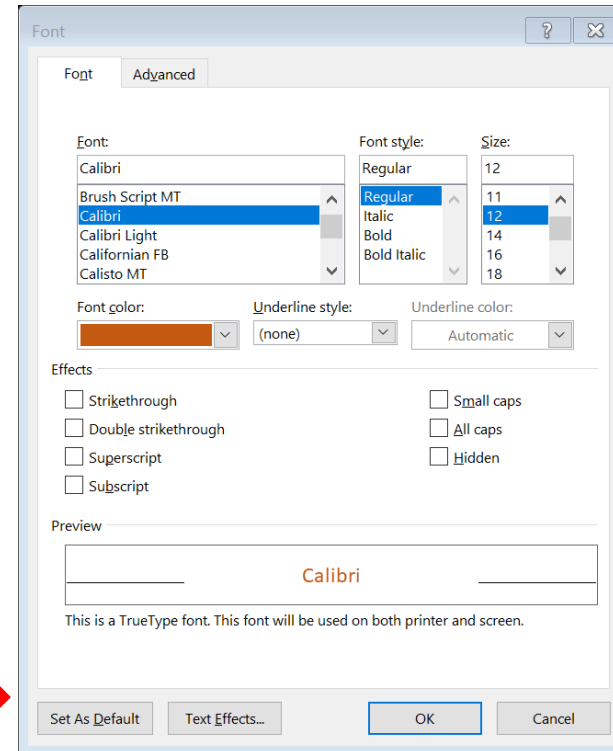 Font
Font Advanced
Font: Font style: Size:
Calibri Regular 12
Brush Script MT Regular 11
Calibri Italic 12
Calibri Light Bold 14
Californian FB Bold Italic 16
Calisto MT 18
Font color: Underline style: Underline color:
(none) Automatic
Effects
Strikethrough Small caps
Double strikethrough All caps
Superscript Hidden
Subscript
Preview
Calibri
This is a TrueType font. This font will be used on both printer and screen.
Set As Default Text Effects... OK Cancel